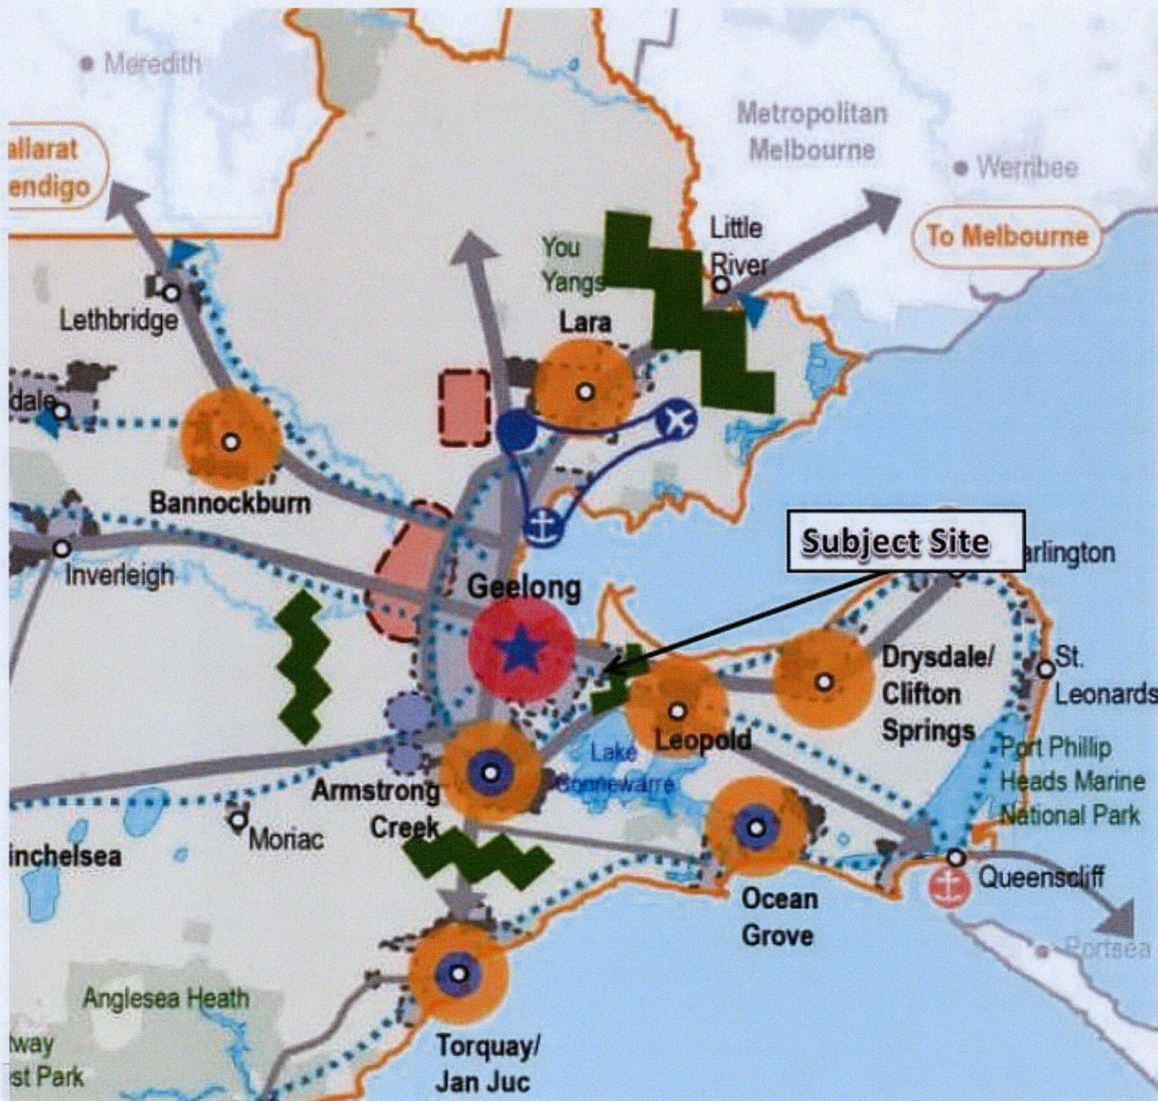 Meredith
allarat
endigo
Metropolitan
Melbourne
Werribee
To Melbourne
You
Yangs
Little
River
Lethbridge
Lara
dale
Bannockburn
Inverleigh
Geelong
Subject Site
arlington
Drysdale/
Clifton
Springs
St.
Leonards
Leopold
Lake
Connewarre
Port Phillip
Heads Marine
National Park
Armstrong
Creek
Moriac
inchelsea
Ocean
Grove
Queenscliff
Portsea
Anglesea Heath
Torquay/
Jan Juc
tway
st Park